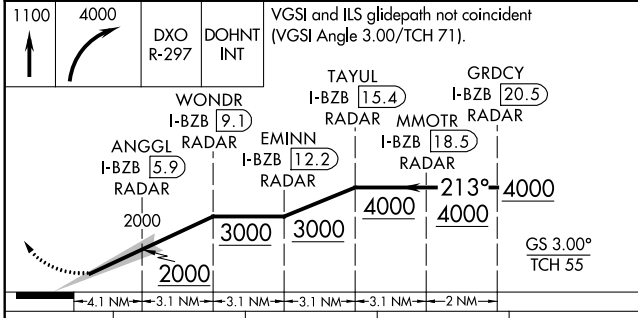 1100
4000
DXO
R-297
DOHNT
INT
VGSI and ILS glidepath not coincident
(VGSI Angle 3.00/TCH 71).
GRDCY
I-BZB 20.5
RADAR
TAYUL
I-BZB 15.4
RADAR
MMOTR
I-BZB 18.5
RADAR
WONDR
I-BZB 9.1
RADAR
EMINN
I-BZB 12.2
RADAR
ANGGL
I-BZB 5.9
RADAR
2000
2000
3000
3000
4000
213°
4000
4000
GS 3.00°
TCH 55
4.1 NM
3.1 NM
3.1 NM
3.1 NM
3.1 NM
2 NM